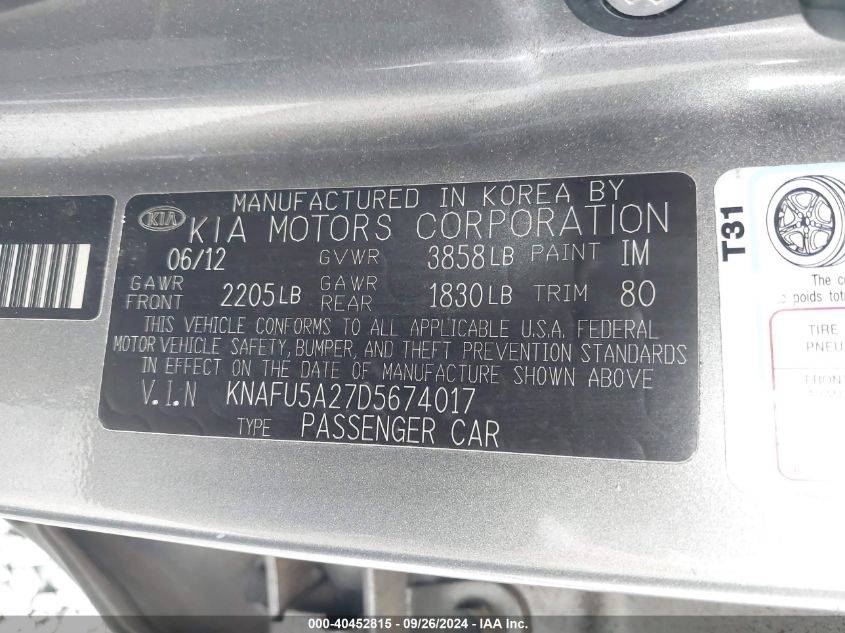 MANUFACTURED IN KOREA BY
KIA KIA MOTORS CORPORATION
06/12 GVWR 3858LB PAINT IM
GAWR FRONT 2205LB GAWR REAR 1830LB TRIM 80
THIS VEHICLE CONFORMS TO ALL APPLICABLE U.S.A. FEDERAL
MOTOR VEHICLE SAFETY, BUMPER, AND THEFT PREVENTION STANDARDS
IN EFFECT ON THE DATE OF MANUFACTURE SHOWN ABOVE
V.I.N KNAFU5A27D5674017
TYPE PASSENGER CAR
T31
The
poids
TIRE
000-40452815 - 09/26/2024 - IAA Inc.